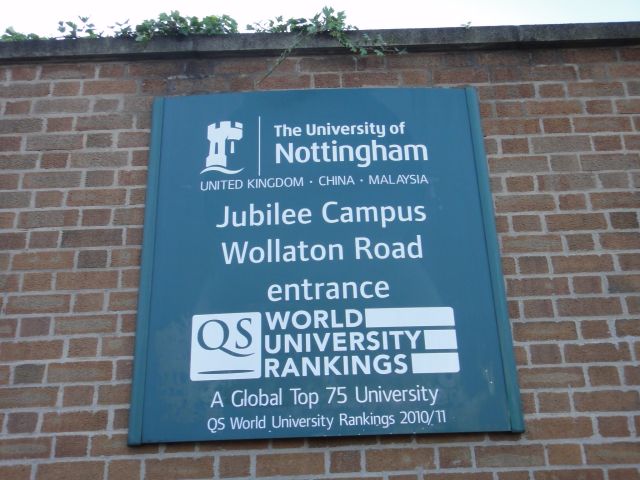 The University of
Nottingham
UNITED KINGDOM · CHINA · MALAYSIA
Jubilee Campus
Wollaton Road
entrance
QS WORLD
UNIVERSITY
RANKINGS
A Global Top 75 University
QS World University Rankings 2010/11